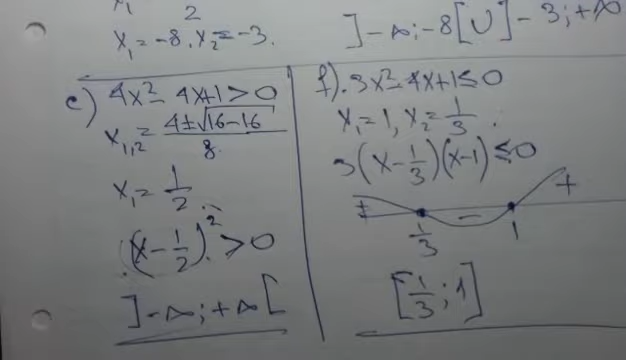 x₁ 2
x₁=-8, x₂=-3.
]-∞;-8[∪]-3;+∞
e) 4x²-4x+1>0
x₁,₂=(4±√(16-16))/8
x₁=1/2.
(x-1/2)²>0
]-∞;+∞[
f). 3x²-4x+1≤0
x₁=1, x₂=1/3.
3(x-1/3)(x-1)≤0
+ - +
1/3 1
[1/3;1]